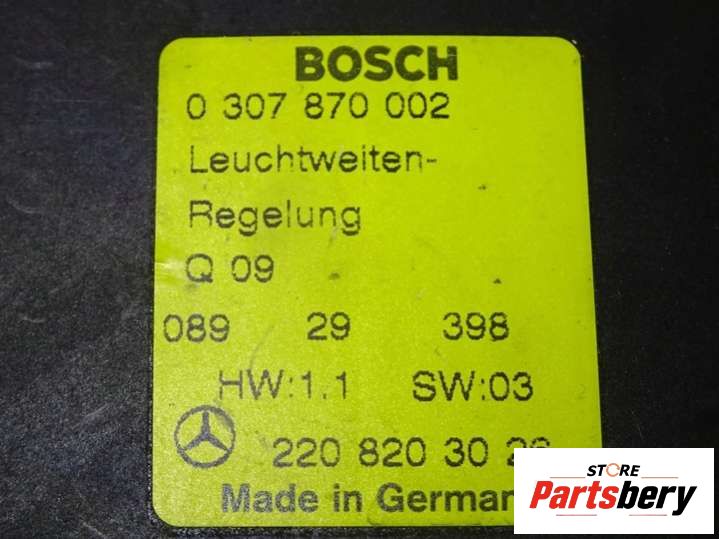 BOSCH
0 307 870 002
Leuchtweiten-
Regelung
Q 09
089 29 398
HW:1.1 SW:03
220 820 30
Made in
STORE
Partsbery